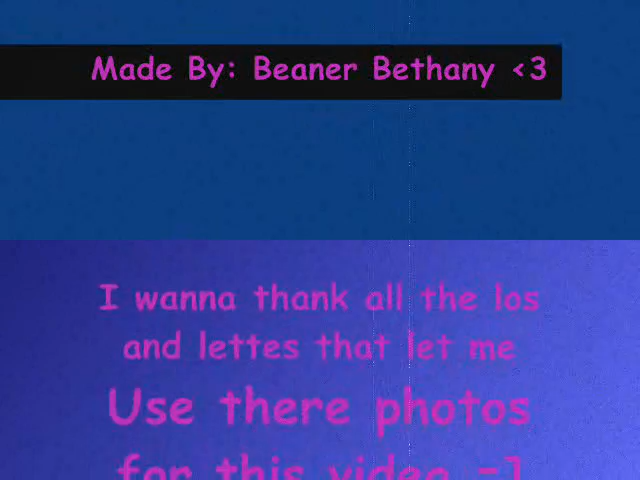 Made By: Beaner Bethany <3
I wanna thank all the los
and lettes that let me
Use there photos
for this video =]